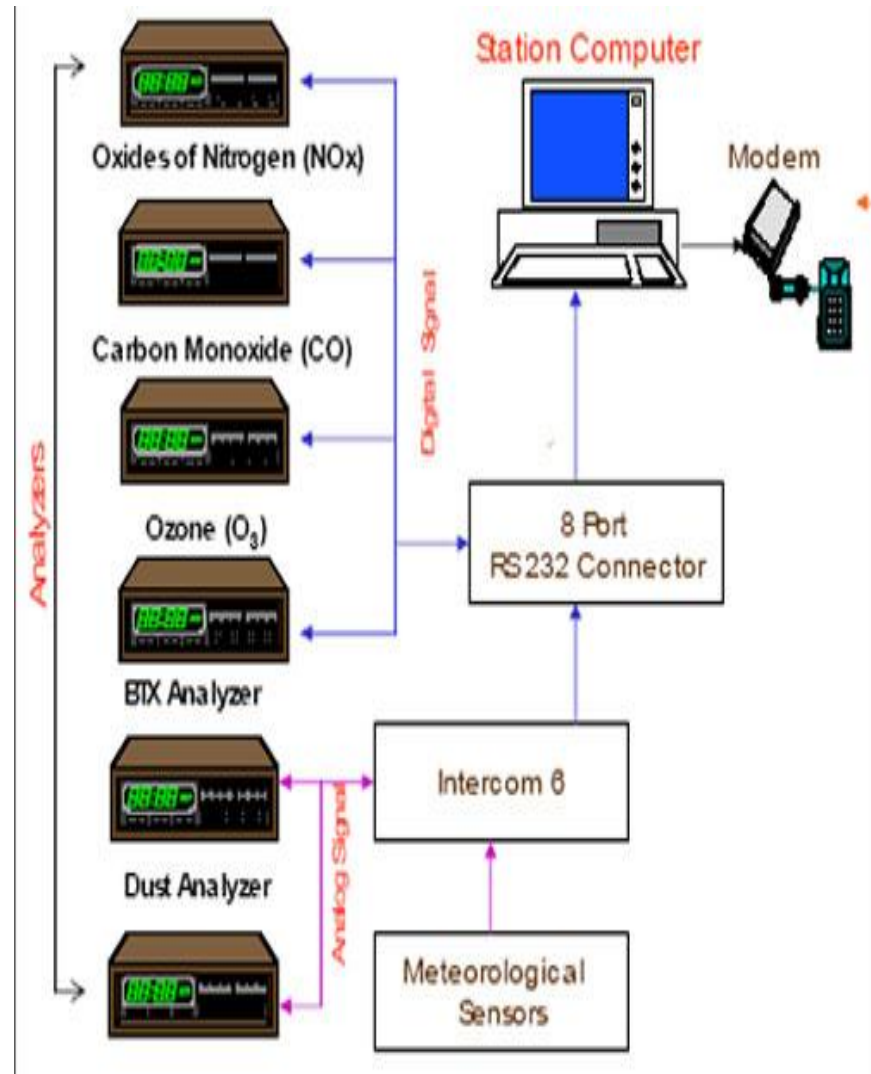 Station Computer
Modem
Oxides of Nitrogen (NOx)
Carbon Monoxide (CO)
Digital Signal
Analyzers
Ozone (O₃)
8 Port
RS232 Connector
BTX Analyzer
Intercom 6
Analog Signal
Dust Analyzer
Meteorological
Sensors